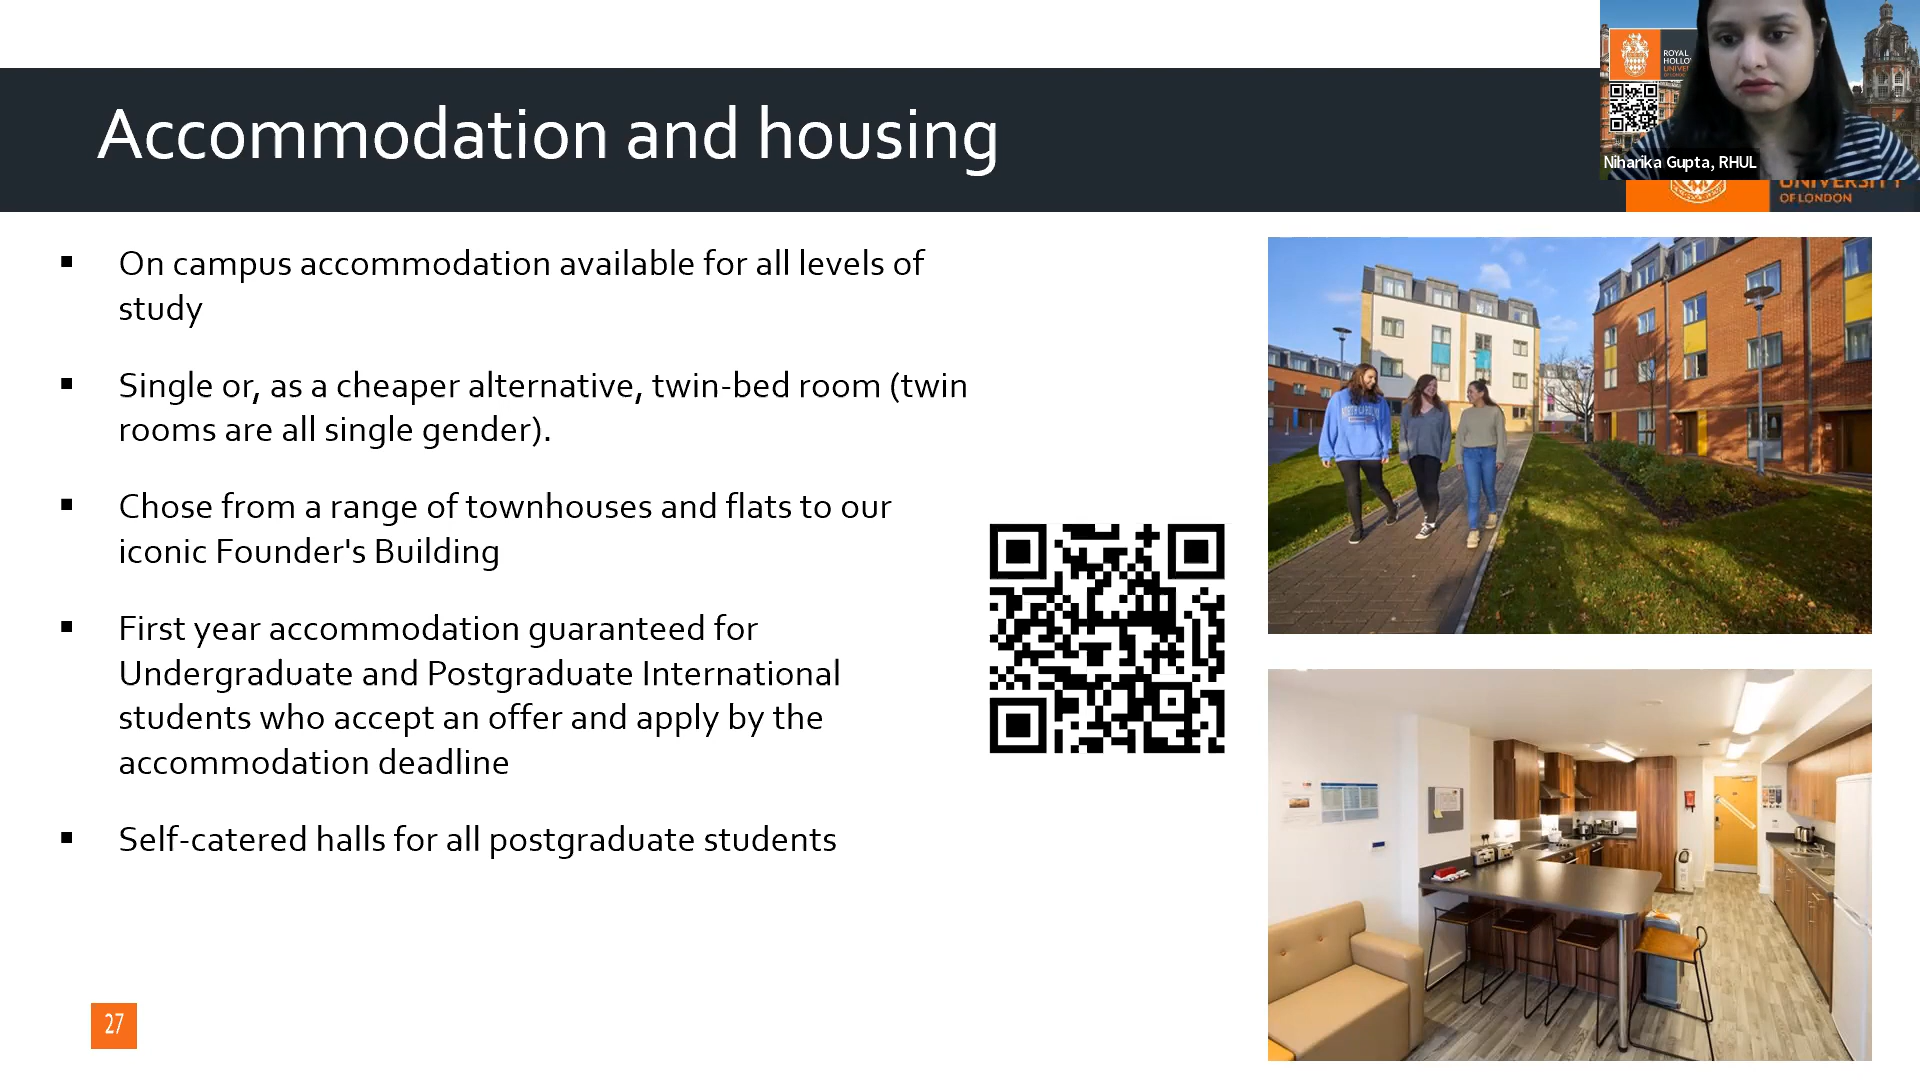 Accommodation and housing
ROYAL
Niharika Gupta, RHUL
OF LONDON
▪ On campus accommodation available for all levels of
study
▪ Single or, as a cheaper alternative, twin-bed room (twin
rooms are all single gender).
▪ Chose from a range of townhouses and flats to our
iconic Founder's Building
▪ First year accommodation guaranteed for
Undergraduate and Postgraduate International
students who accept an offer and apply by the
accommodation deadline
▪ Self-catered halls for all postgraduate students
27